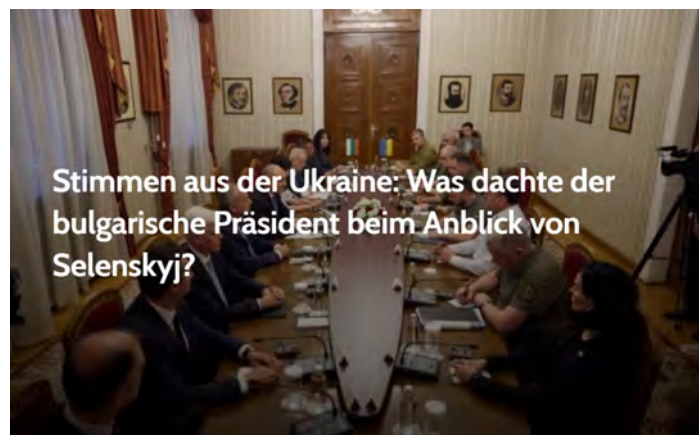 Stimmen aus der Ukraine: Was dachte der
bulgarische Präsident beim Anblick von
Selenskyj?